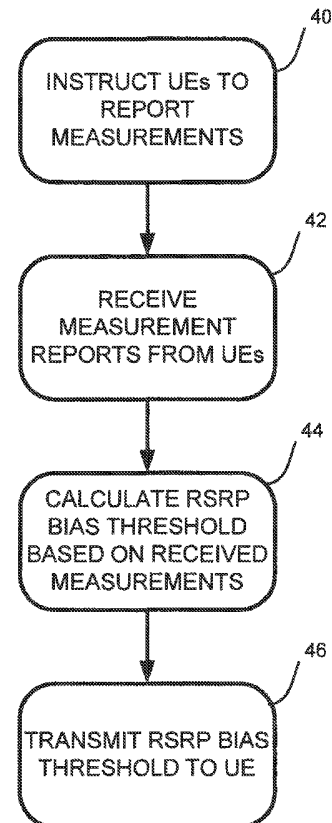 40
INSTRUCT UEs TO
REPORT
MEASUREMENTS
42
RECEIVE
MEASUREMENT
REPORTS FROM UEs
44
CALCULATE RSRP
BIAS THRESHOLD
BASED ON RECEIVED
MEASUREMENTS
46
TRANSMIT RSRP BIAS
THRESHOLD TO UE